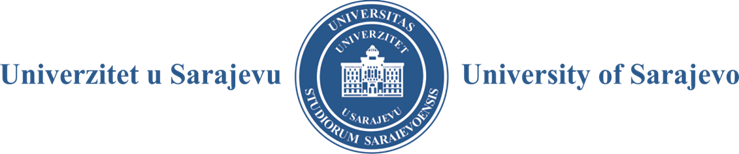 Univerzitet u Sarajevu
UNIVERSITAS
STUDIORUM SARAIEVOENSIS
UNIVERZITET
U SARAJEVU
University of Sarajevo